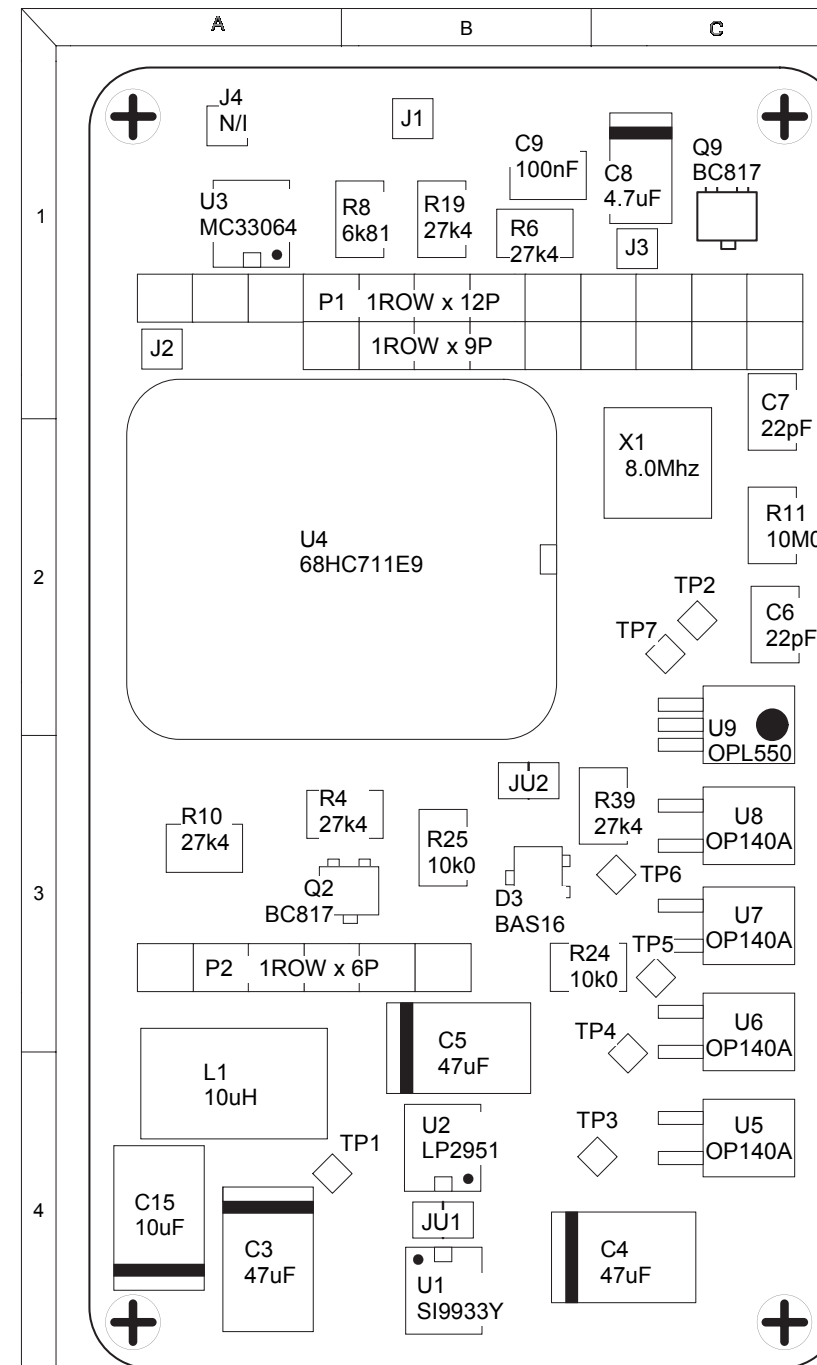 A
B
C
1
2
3
4
J4
N/I
J1
C9
100nF
C8
4.7uF
Q9
BC817
U3
MC33064
R8
6k81
R19
27k4
R6
27k4
J3
P1 1ROW x 12P
1ROW x 9P
J2
C7
22pF
X1
8.0Mhz
U4
68HC711E9
R11
10M0
TP2
TP7
C6
22pF
U9
OPL550
JU2
R10
27k4
R4
27k4
R25
10k0
R39
27k4
U8
OP140A
TP6
Q2
BC817
D3
BAS16
U7
OP140A
TP5
P2 1ROW x 6P
R24
10k0
U6
OP140A
TP4
C5
47uF
L1
10uH
U2
LP2951
TP3
U5
OP140A
TP1
C15
10uF
JU1
C3
47uF
C4
47uF
U1
SI9933Y